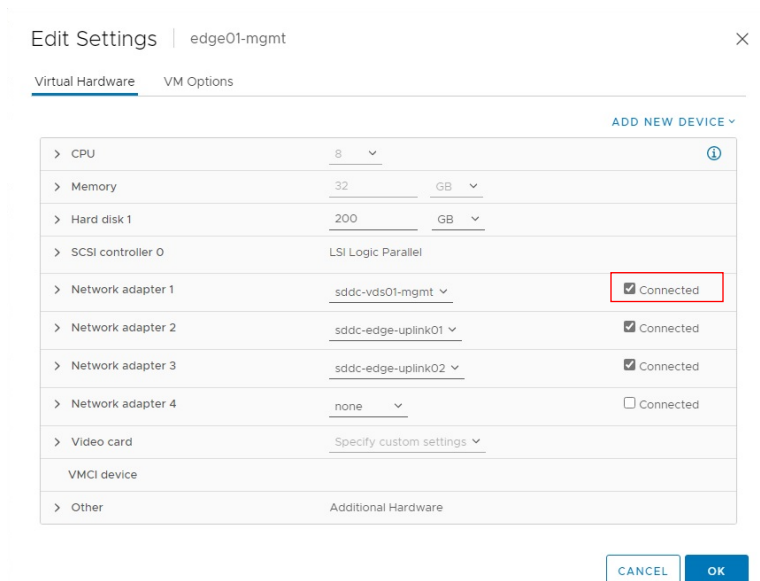 Edit Settings | edge01-mgmt
Virtual Hardware VM Options
ADD NEW DEVICE
CPU 8
Memory 32 GB
Hard disk 1 200 GB
SCSI controller 0 LSI Logic Parallel
Network adapter 1 sddc-vds01-mgmt Connected
Network adapter 2 sddc-edge-uplink01 Connected
Network adapter 3 sddc-edge-uplink02 Connected
Network adapter 4 none Connected
Video card Specify custom settings
VMCI device
Other Additional Hardware
CANCEL OK